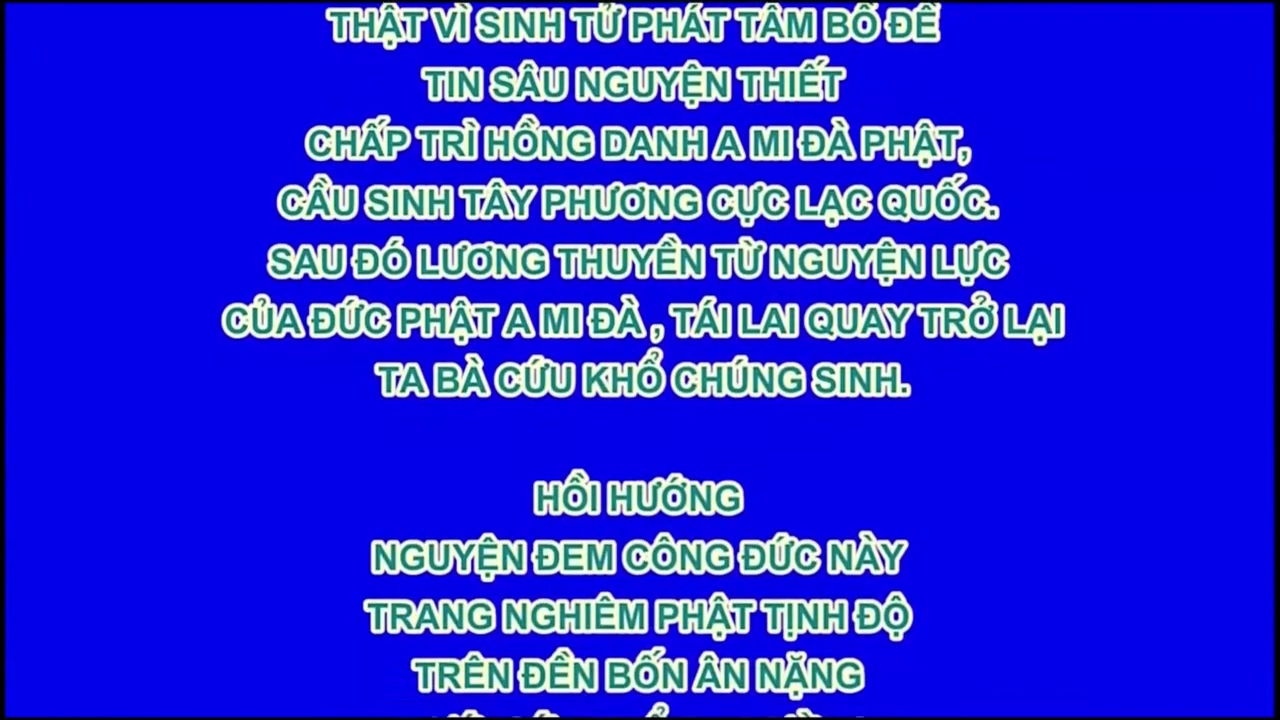 THẬT VÌ SINH TỬ PHÁT TÂM BỒ ĐỀ
TIN SÂU NGUYỆN THIẾT
CHẤP TRÌ HỒNG DANH A MI ĐÀ PHẬT,
CẦU SINH TÂY PHƯƠNG CỰC LẠC QUỐC.
SAU ĐÓ LƯƠNG THUYỀN TỪ NGUYỆN LỰC
CỦA ĐỨC PHẬT A MI ĐÀ , TÁI LAI QUAY TRỞ LẠI
TA BÀ CỨU KHỔ CHÚNG SINH.
HỒI HƯỚNG
NGUYỆN ĐEM CÔNG ĐỨC NÀY
TRANG NGHIÊM PHẬT TỊNH ĐỘ
TRÊN ĐỀN BỐN ÂN NẶNG